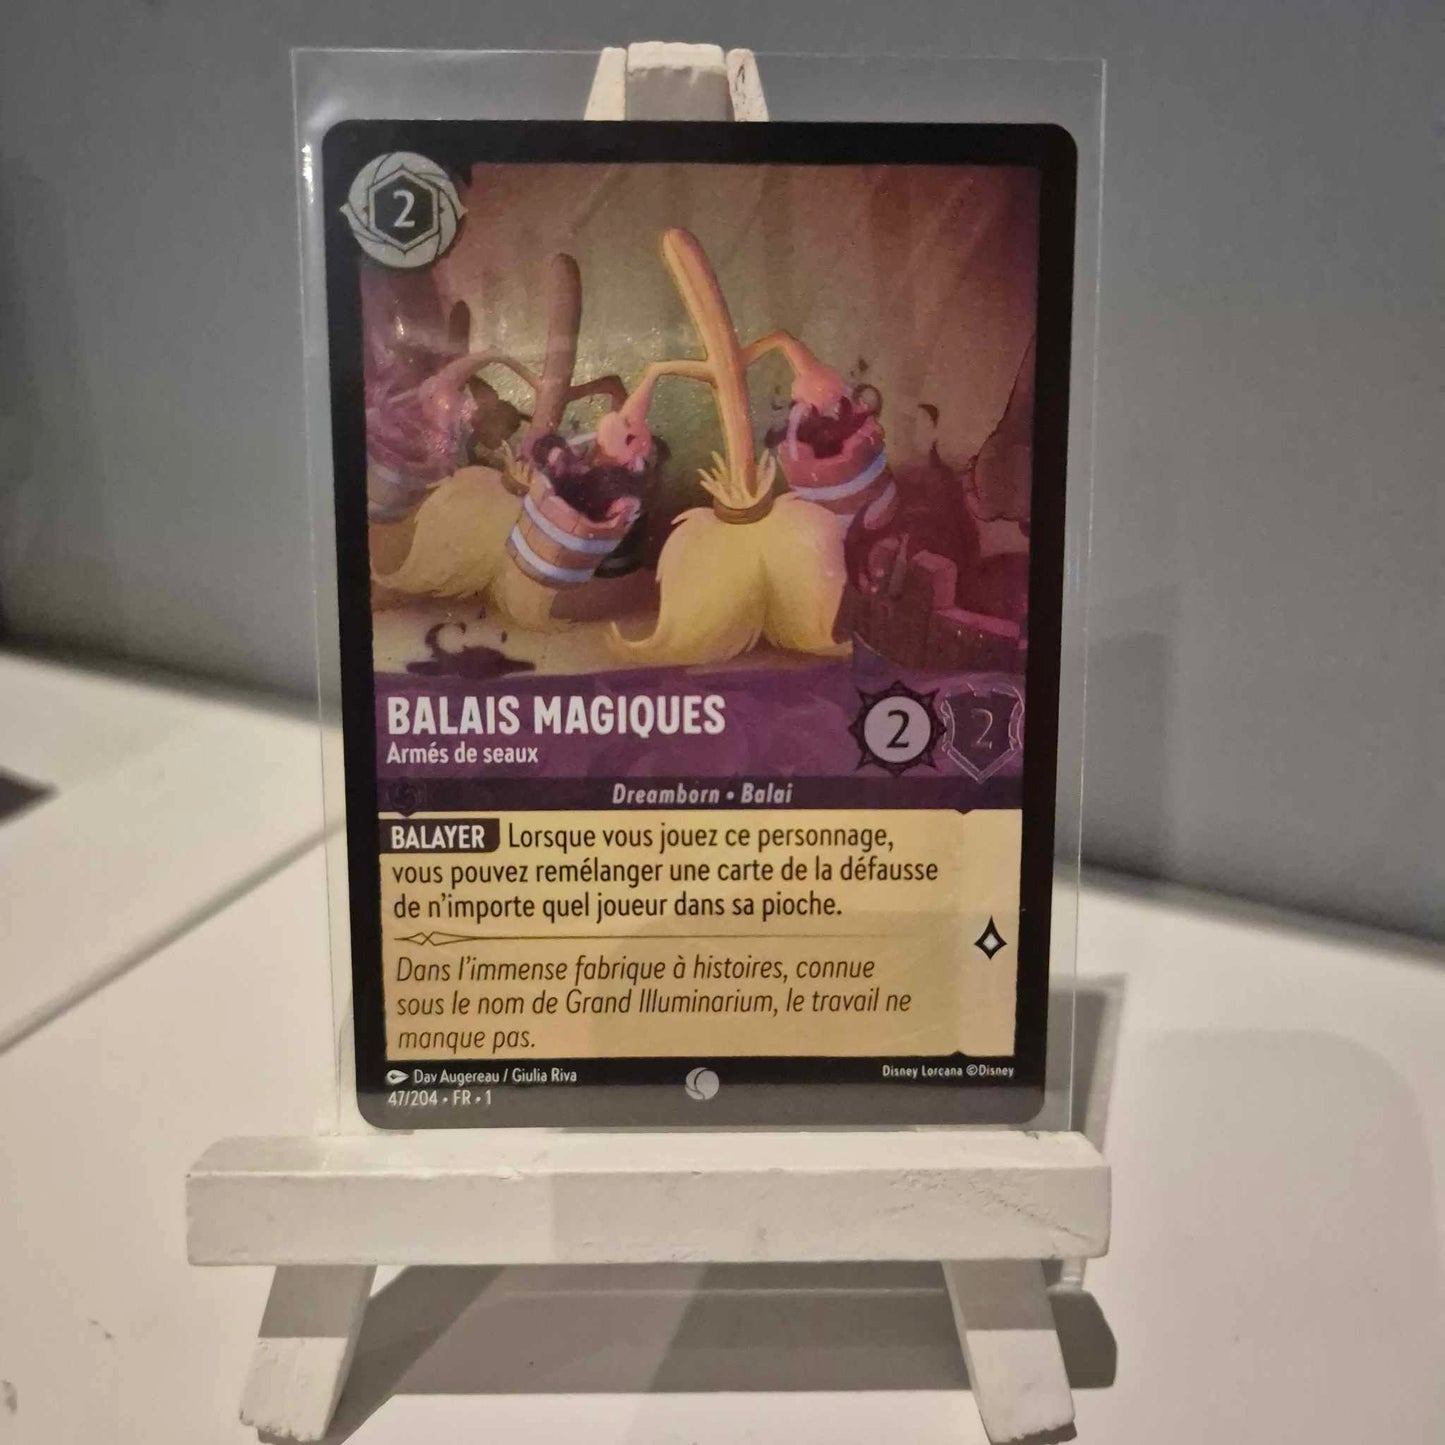 2
BALAIS MAGIQUES
Armés de seaux
2 2
Dreamborn • Balai
BALAYER Lorsque vous jouez ce personnage,
vous pouvez remélanger une carte de la défausse
de n'importe quel joueur dans sa pioche.
Dans l'immense fabrique à histoires, connue
sous le nom de Grand Illuminarium, le travail ne
manque pas.
Dav Augereau / Giulia Riva
Disney Lorcana ©Disney
47/204 • FR • 1